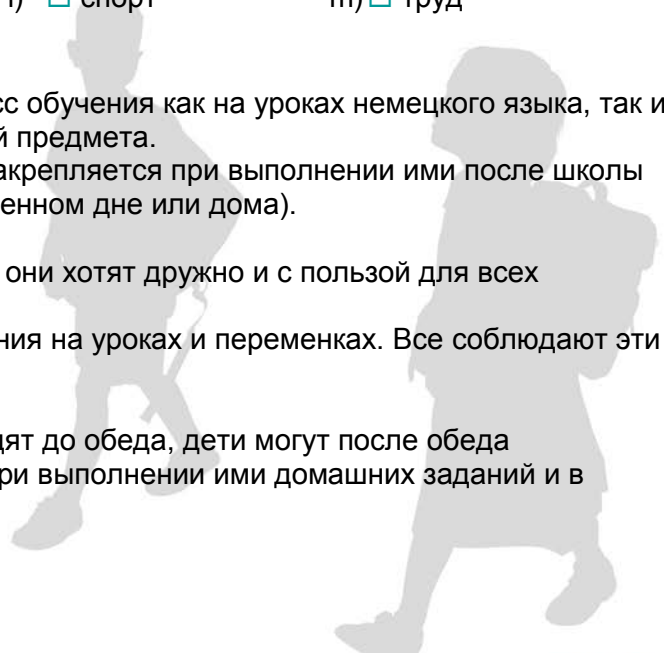 спорт m) □ труд
сс обучения как на уроках немецкого языка, так и
й предмета.
акрепляется при выполнении ими после школы
енном дне или дома).
они хотят дружно и с пользой для всех
ния на уроках и переменках. Все соблюдают эти
дят до обеда, дети могут после обеда
ри выполнении ими домашних заданий и в